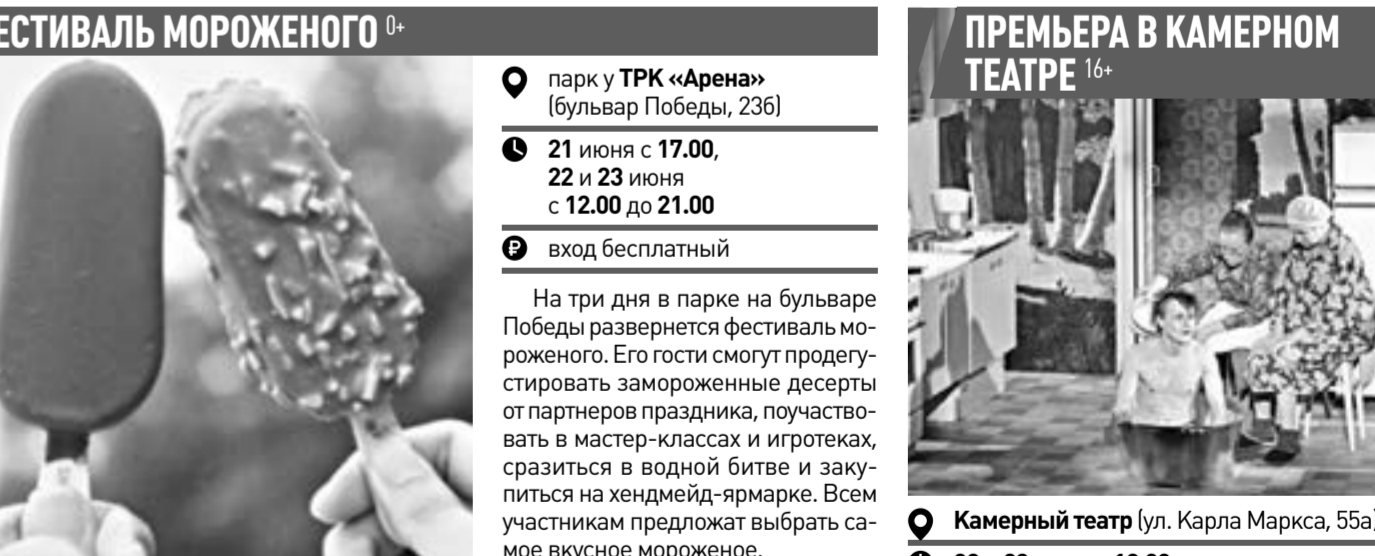 ЕСТИВАЛЬ МОРОЖЕНОГО 0+
парк у ТРК «Арена»
(бульвар Победы, 23б)
21 июня с 17.00,
22 и 23 июня
с 12.00 до 21.00
вход бесплатный
На три дня в парке на бульваре
Победы развернется фестиваль мо-
роженого. Его гости смогут продегу-
стировать замороженные десерты
от партнеров праздника, поучаство-
вать в мастер-классах и игротеках,
сразиться в водной битве и заку-
питься на хендмейд-ярмарке. Всем
участникам предложат выбрать са-
мое вкусное мороженое.
ПРЕМЬЕРА В КАМЕРНОМ
ТЕАТРЕ 16+
Камерный театр (ул. Карла Маркса, 55а)